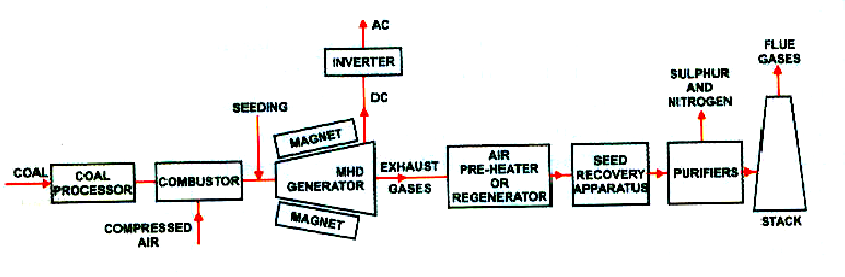 AC
INVERTER
DC
SEEDING
MAGNET
COAL
COAL
PROCESSOR
COMBUSTOR
COMPRESSED
AIR
MHD
GENERATOR
MAGNET
EXHAUST
GASES
AIR
PRE-HEATER
OR
REGENERATOR
SEED
RECOVERY
APPARATUS
SULPHUR
AND
NITROGEN
PURIFIERS
FLUE
GASES
STACK